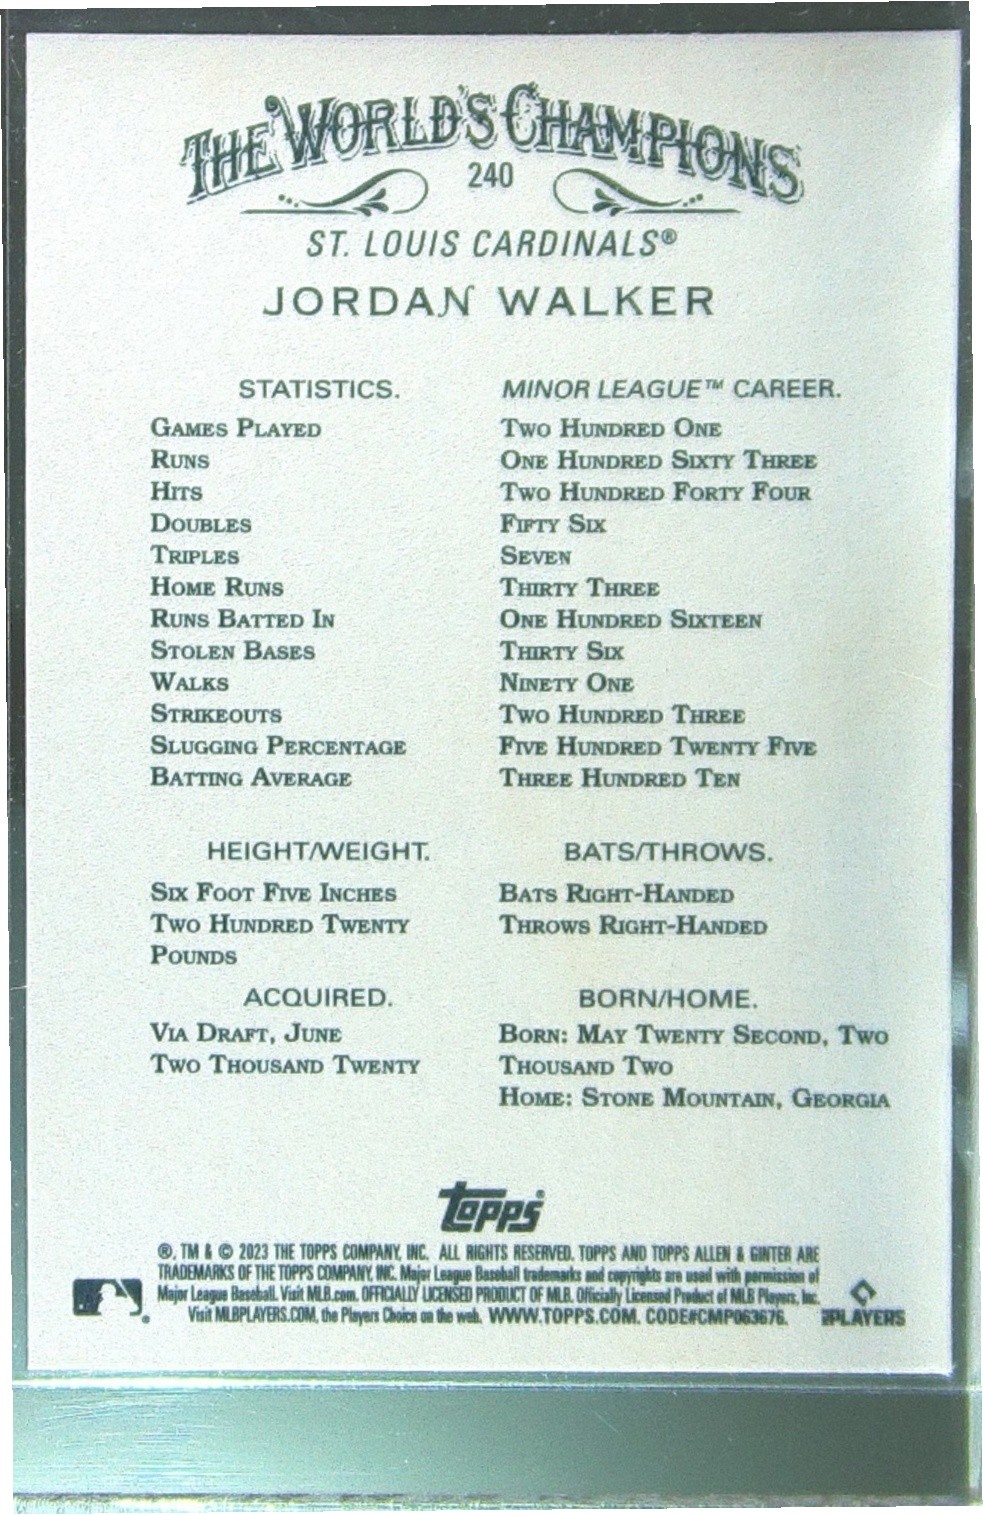 THE WORLD'S CHAMPIONS
240
ST. LOUIS CARDINALS®
JORDAN WALKER
STATISTICS. MINOR LEAGUE™ CAREER.
GAMES PLAYED TWO HUNDRED ONE
RUNS ONE HUNDRED SIXTY THREE
HITS TWO HUNDRED FORTY FOUR
DOUBLES FIFTY SIX
TRIPLES SEVEN
HOME RUNS THIRTY THREE
RUNS BATTED IN ONE HUNDRED SIXTEEN
STOLEN BASES THIRTY SIX
WALKS NINETY ONE
STRIKEOUTS TWO HUNDRED THREE
SLUGGING PERCENTAGE FIVE HUNDRED TWENTY FIVE
BATTING AVERAGE THREE HUNDRED TEN
HEIGHT/WEIGHT.
SIX FOOT FIVE INCHES
TWO HUNDRED TWENTY
POUNDS
BATS/THROWS.
BATS RIGHT-HANDED
THROWS RIGHT-HANDED
ACQUIRED.
VIA DRAFT, JUNE
TWO THOUSAND TWENTY
BORN/HOME.
BORN: MAY TWENTY SECOND, TWO
THOUSAND TWO
HOME: STONE MOUNTAIN, GEORGIA
topps®
®, TM & © 2023 THE TOPPS COMPANY, INC. ALL RIGHTS RESERVED. TOPPS AND TOPPS ALLEN & GINTER ARE
TRADEMARKS OF THE TOPPS COMPANY, INC. Major League Baseball trademarks and copyrights are used with permission of
Major League Baseball. Visit MLB.com. OFFICIALLY LICENSED PRODUCT OF MLB. Officially Licensed Product of MLB Players, Inc.
Visit MLBPLAYERS.COM, the Players Choice on the web. WWW.TOPPS.COM. CODE#CMP063676.
PLAYERS